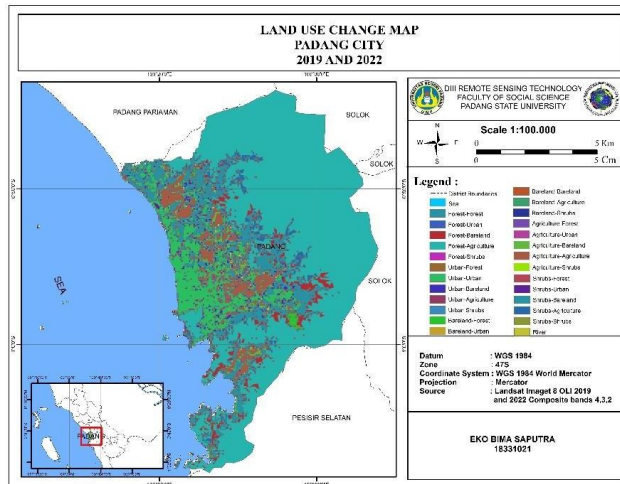 LAND USE CHANGE MAP
PADANG CITY
2019 AND 2022
PADANG PARIAMAN
SOLOK
SOLOK
PADANG
SOLOK
SEA
PESISIR SELATAN
PADANG
DIII REMOTE SENSING TECHNOLOGY
FACULTY OF SOCIAL SCIENCE
PADANG STATE UNIVERSITY
N
W
S
Scale 1:100.000
0 5 Km
0 5 Cm
Legend :
District Boundaries
Sea
Forest-Forest
Forest-Urban
Forest-Bareland
Forest-Agriculture
Forest-Shrubs
Urban-Forest
Urban-Urban
Urban-Bareland
Urban-Agriculture
Urban-Shrubs
Bareland-Forest
Bareland-Urban
Bareland-Bareland
Bareland-Agriculture
Bareland-Shrubs
Agriculture-Forest
Agriculture-Urban
Agriculture-Bareland
Agriculture-Agriculture
Agriculture-Shrubs
Shrubs-Forest
Shrubs-Urban
Shrubs-Bareland
Shrubs-Agriculture
Shrubs-Shrubs
River
Datum : WGS 1984
Zone : 47S
Coordinate System : WGS 1984 World Mercator
Projection : Mercator
Source : Landsat Imaget 8 OLI 2019
and 2022 Composite bands 4.3.2
EKO BIMA SAPUTRA
18331021